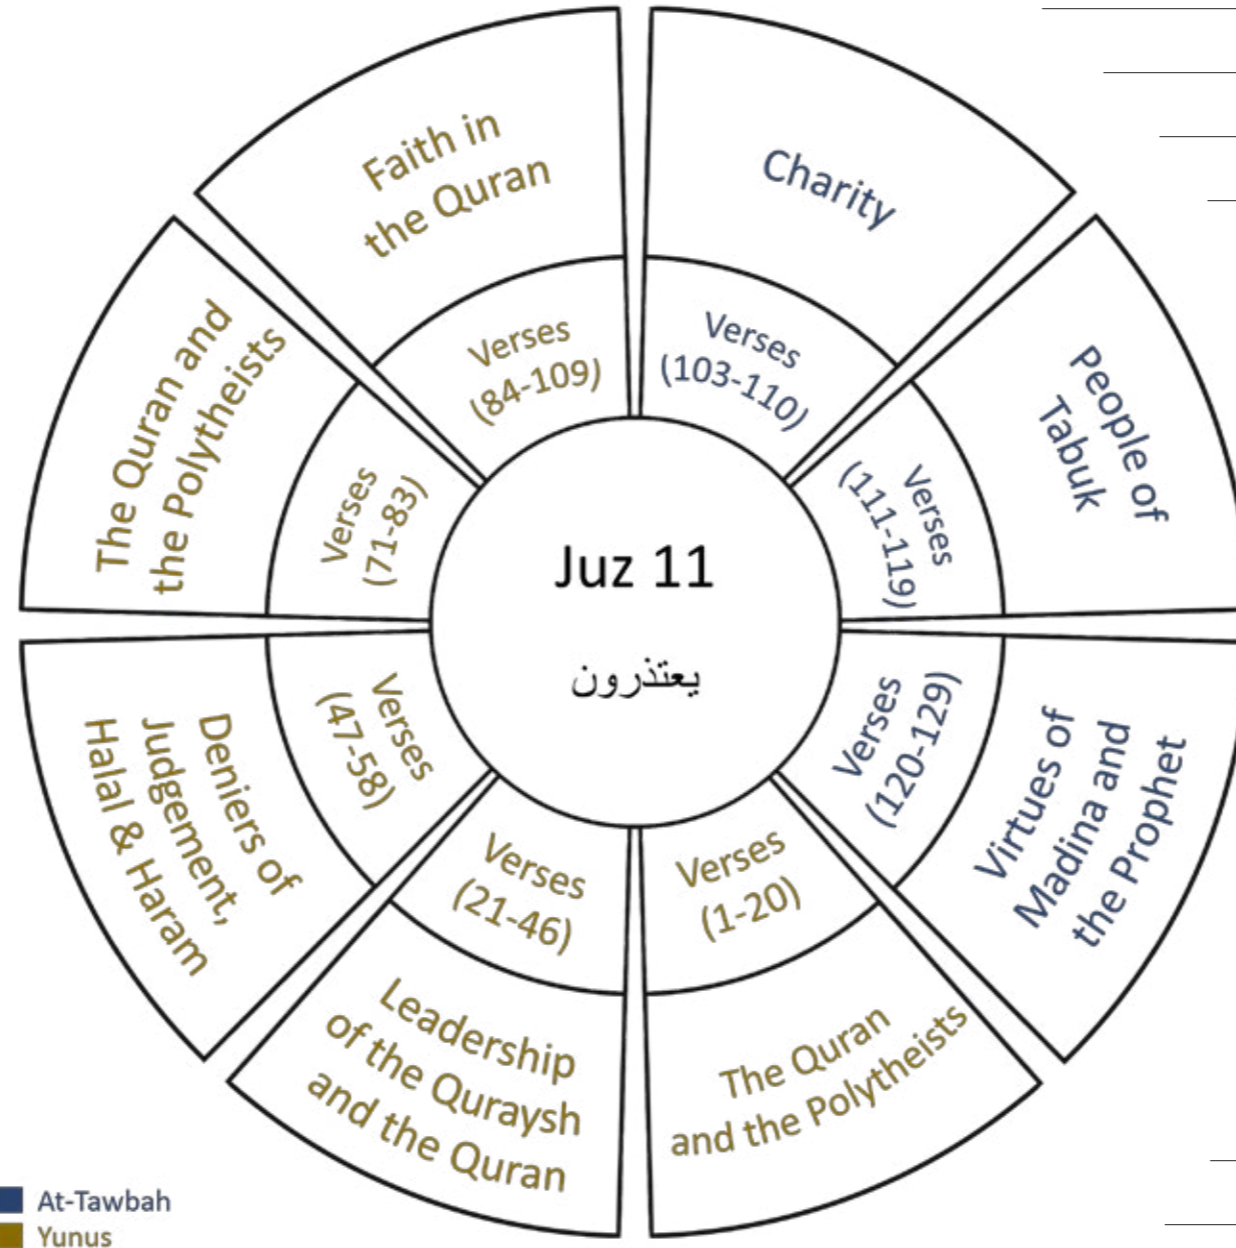 Juz 11
يعتذرون
Charity
Verses
(103-110)
People of
Tabuk
Verses
(111-119)
Virtues of
Madina and
the Prophet
Verses
(120-129)
The Quran
and the Polytheists
Verses
(1-20)
Leadership
of the Quraysh
and the Quran
Verses
(21-46)
Deniers of
Judgement,
Halal & Haram
Verses
(47-58)
The Quran and
the Polytheists
Verses
(71-83)
Faith in
the Quran
Verses
(84-109)
At-Tawbah
Yunus